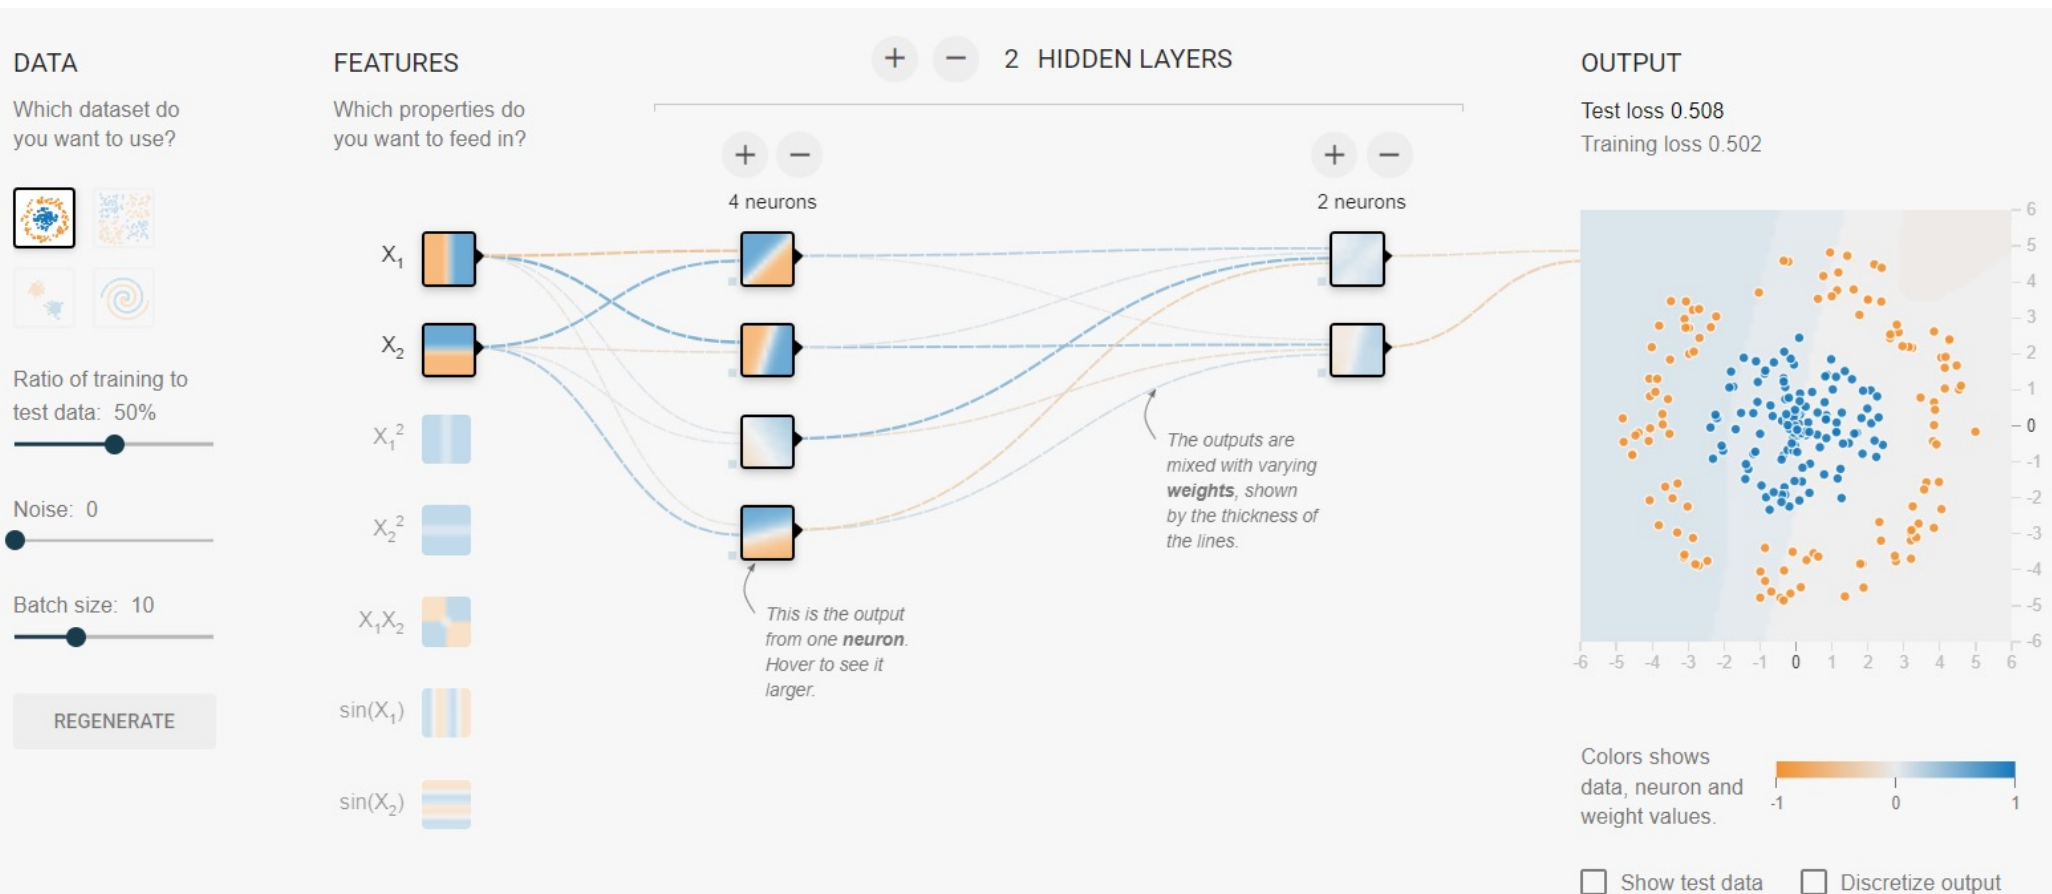 DATA
Which dataset do
you want to use?
Ratio of training to
test data: 50%
Noise: 0
Batch size: 10
REGENERATE
FEATURES
Which properties do
you want to feed in?
X₁
X₂
X₁²
X₂²
X₁X₂
sin(X₁)
sin(X₂)
+ − 2 HIDDEN LAYERS
+ −
4 neurons
+ −
2 neurons
This is the output
from one neuron.
Hover to see it
larger.
The outputs are
mixed with varying
weights, shown
by the thickness of
the lines.
OUTPUT
Test loss 0.508
Training loss 0.502
6
5
4
3
2
1
0
-1
-2
-3
-4
-5
-6
-6 -5 -4 -3 -2 -1 0 1 2 3 4 5 6
Colors shows
data, neuron and
weight values.
-1 0 1
Show test data
Discretize output